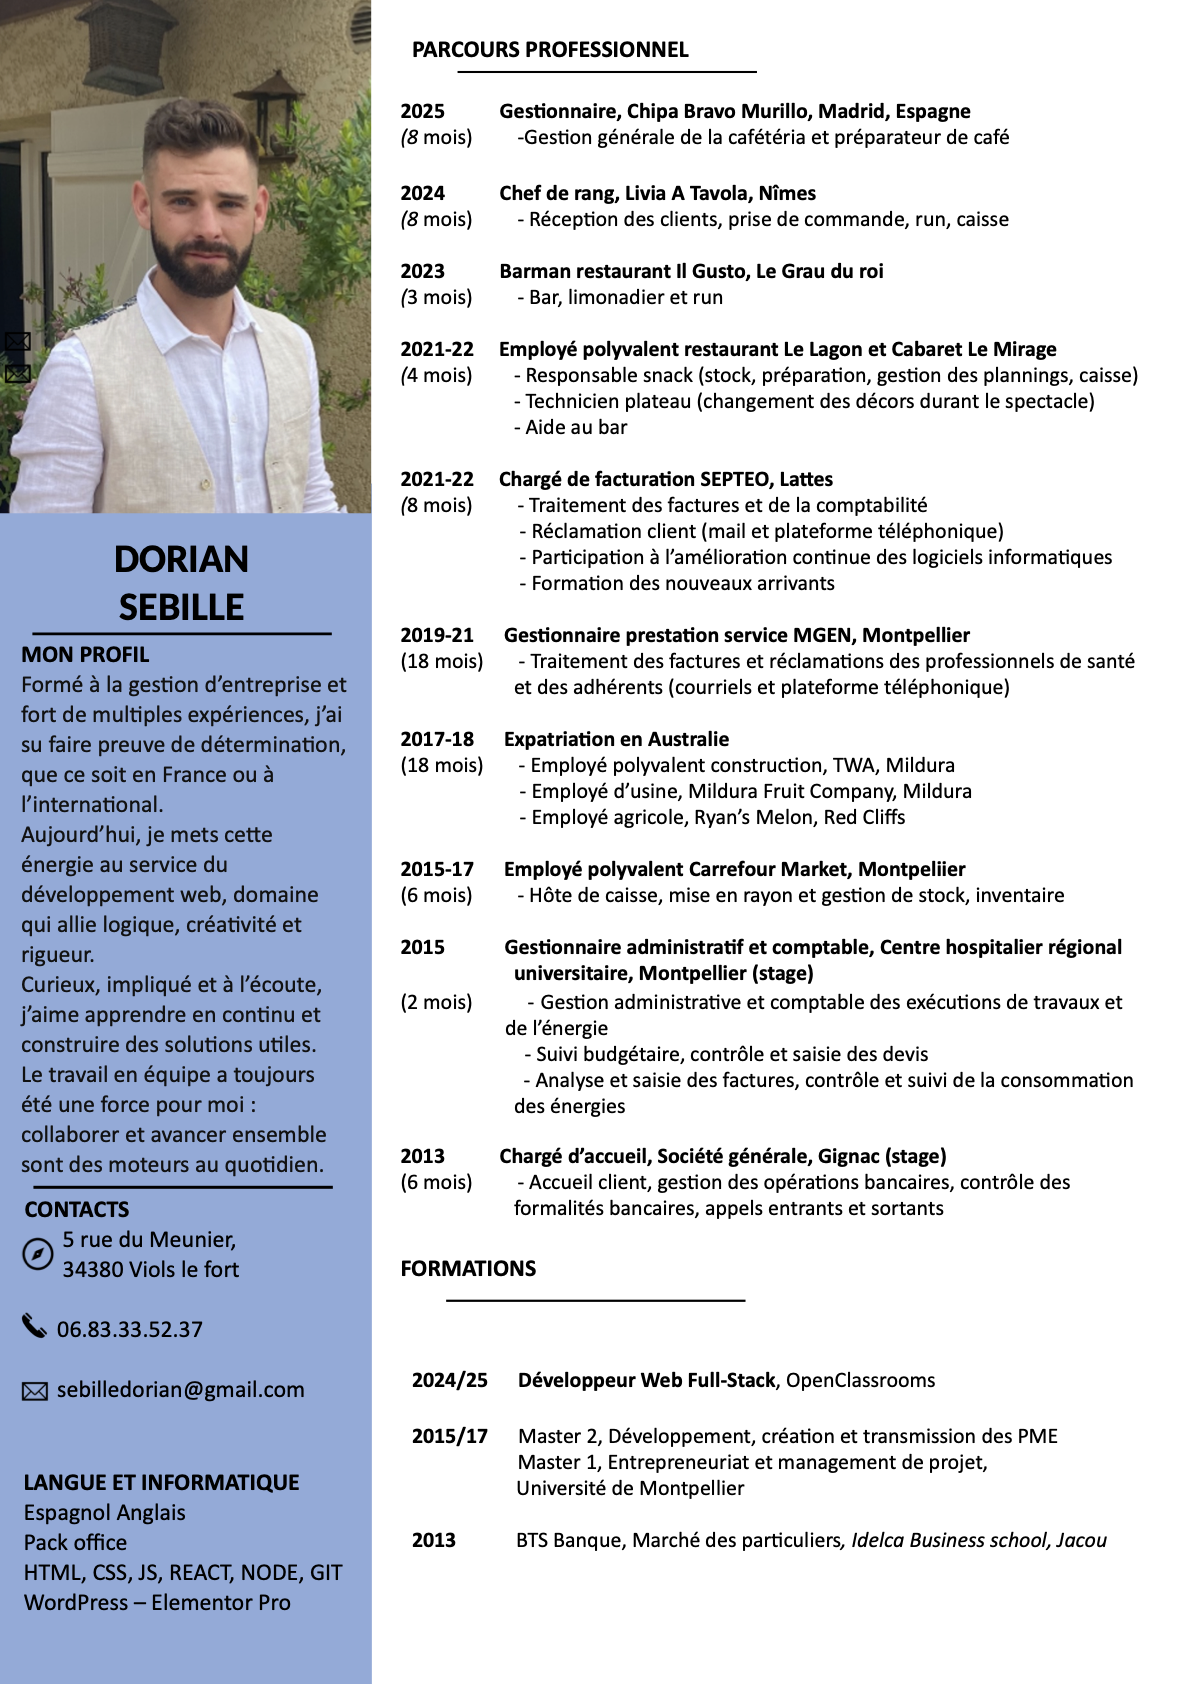 DORIAN
SEBILLE
MON PROFIL
Formé à la gestion d’entreprise et
fort de multiples expériences, j’ai
su faire preuve de détermination,
que ce soit en France ou à
l’international.
Aujourd’hui, je mets cette
énergie au service du
développement web, domaine
qui allie logique, créativité et
rigueur.
Curieux, impliqué et à l’écoute,
j’aime apprendre en continu et
construire des solutions utiles.
Le travail en équipe a toujours
été une force pour moi :
collaborer et avancer ensemble
sont des moteurs au quotidien.
CONTACTS
5 rue du Meunier,
34380 Viols le fort
06.83.33.52.37
sebilledorian@gmail.com
LANGUE ET INFORMATIQUE
Espagnol Anglais
Pack office
HTML, CSS, JS, REACT, NODE, GIT
WordPress – Elementor Pro
PARCOURS PROFESSIONNEL
2025 Gestionnaire, Chipa Bravo Murillo, Madrid, Espagne
(8 mois) -Gestion générale de la cafétéria et préparateur de café
2024 Chef de rang, Livia A Tavola, Nîmes
(8 mois) - Réception des clients, prise de commande, run, caisse
2023 Barman restaurant Il Gusto, Le Grau du roi
(3 mois) - Bar, limonadier et run
2021-22 Employé polyvalent restaurant Le Lagon et Cabaret Le Mirage
(4 mois) - Responsable snack (stock, préparation, gestion des plannings, caisse)
- Technicien plateau (changement des décors durant le spectacle)
- Aide au bar
2021-22 Chargé de facturation SEPTEO, Lattes
(8 mois) - Traitement des factures et de la comptabilité
- Réclamation client (mail et plateforme téléphonique)
- Participation à l’amélioration continue des logiciels informatiques
- Formation des nouveaux arrivants
2019-21 Gestionnaire prestation service MGEN, Montpellier
(18 mois) - Traitement des factures et réclamations des professionnels de santé
et des adhérents (courriels et plateforme téléphonique)
2017-18 Expatriation en Australie
(18 mois) - Employé polyvalent construction, TWA, Mildura
- Employé d’usine, Mildura Fruit Company, Mildura
- Employé agricole, Ryan’s Melon, Red Cliffs
2015-17 Employé polyvalent Carrefour Market, Montpeliier
(6 mois) - Hôte de caisse, mise en rayon et gestion de stock, inventaire
2015 Gestionnaire administratif et comptable, Centre hospitalier régional
universitaire, Montpellier (stage)
(2 mois) - Gestion administrative et comptable des exécutions de travaux et
de l’énergie
- Suivi budgétaire, contrôle et saisie des devis
- Analyse et saisie des factures, contrôle et suivi de la consommation
des énergies
2013 Chargé d’accueil, Société générale, Gignac (stage)
(6 mois) - Accueil client, gestion des opérations bancaires, contrôle des
formalités bancaires, appels entrants et sortants
FORMATIONS
2024/25 Développeur Web Full-Stack, OpenClassrooms
2015/17 Master 2, Développement, création et transmission des PME
Master 1, Entrepreneuriat et management de projet,
Université de Montpellier
2013 BTS Banque, Marché des particuliers, Idelca Business school, Jacou